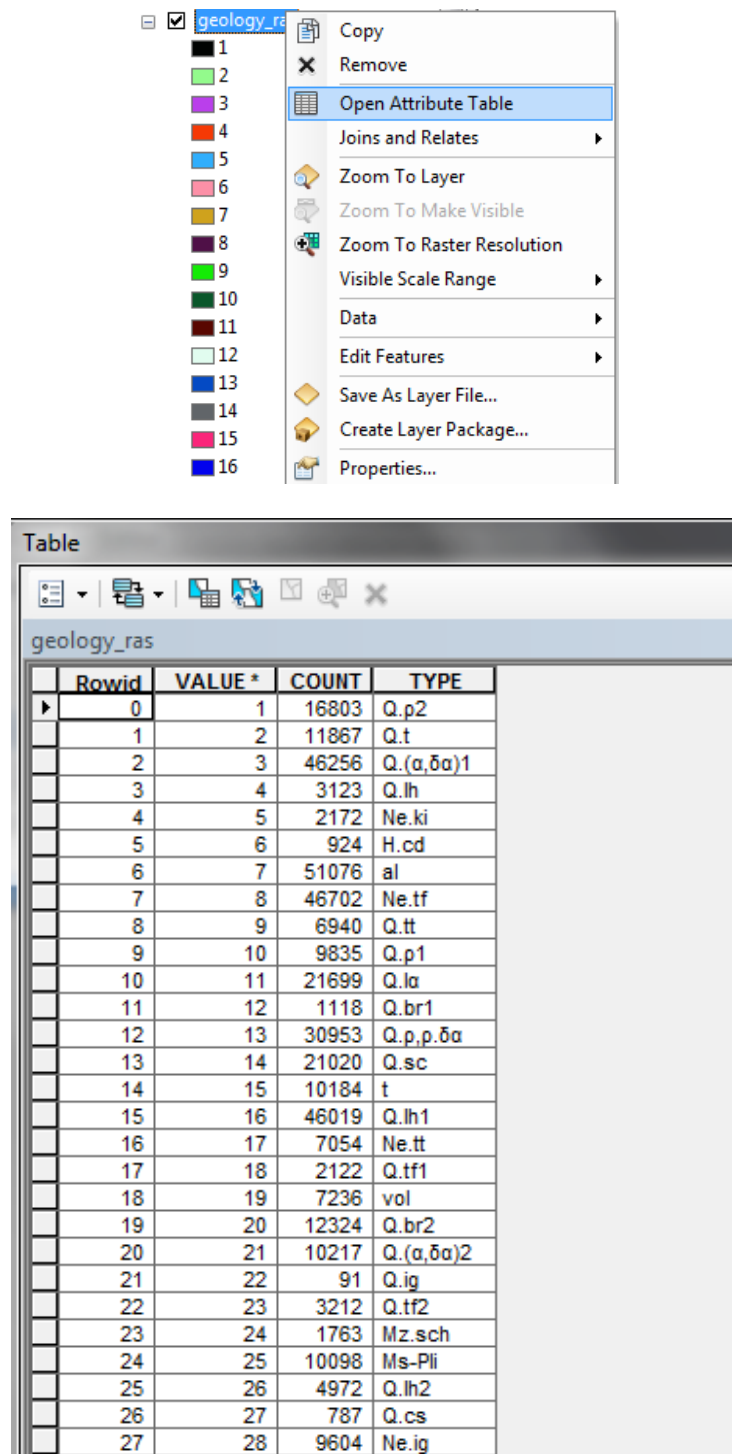 geology_ra
1
2
3
4
5
6
7
8
9
10
11
12
13
14
15
16
Copy
Remove
Open Attribute Table
Joins and Relates
Zoom To Layer
Zoom To Make Visible
Zoom To Raster Resolution
Visible Scale Range
Data
Edit Features
Save As Layer File...
Create Layer Package...
Properties...
Table
geology_ras
Rowid VALUE * COUNT TYPE
0 1 16803 Q.ρ2
1 2 11867 Q.t
2 3 46256 Q.(α,δα)1
3 4 3123 Q.lh
4 5 2172 Ne.ki
5 6 924 H.cd
6 7 51076 al
7 8 46702 Ne.tf
8 9 6940 Q.tt
9 10 9835 Q.ρ1
10 11 21699 Q.lα
11 12 1118 Q.br1
12 13 30953 Q.ρ,ρ.δα
13 14 21020 Q.sc
14 15 10184 t
15 16 46019 Q.lh1
16 17 7054 Ne.tt
17 18 2122 Q.tf1
18 19 7236 vol
19 20 12324 Q.br2
20 21 10217 Q.(α,δα)2
21 22 91 Q.ig
22 23 3212 Q.tf2
23 24 1763 Mz.sch
24 25 10098 Ms-Pli
25 26 4972 Q.lh2
26 27 787 Q.cs
27 28 9604 Ne.ig